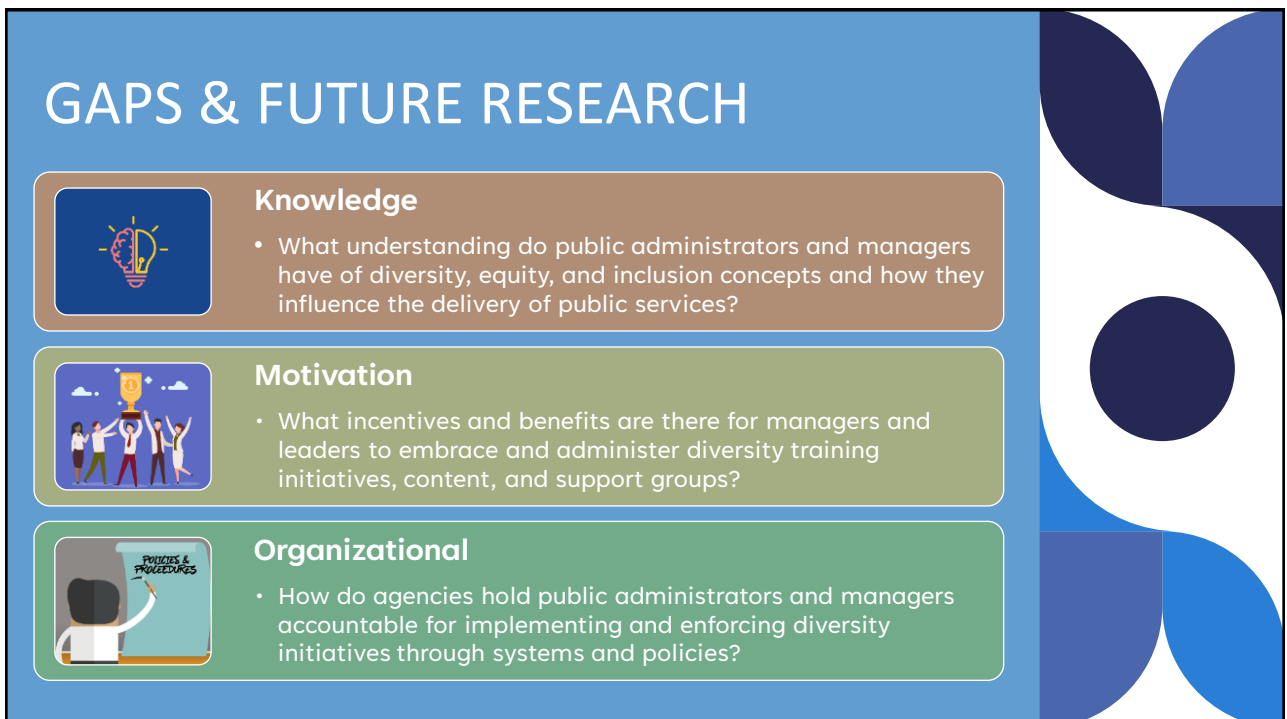 GAPS & FUTURE RESEARCH
Knowledge
• What understanding do public administrators and managers
have of diversity, equity, and inclusion concepts and how they
influence the delivery of public services?
1
Motivation
• What incentives and benefits are there for managers and
leaders to embrace and administer diversity training
initiatives, content, and support groups?
POLICIES &
PROCEEDURES
Organizational
• How do agencies hold public administrators and managers
accountable for implementing and enforcing diversity
initiatives through systems and policies?